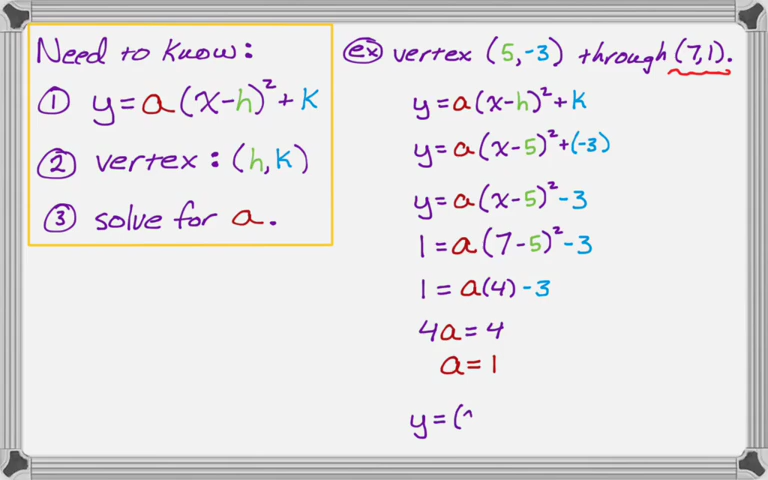 Need to Know:
① y = a(x-h)² + k
② vertex : (h,k)
③ solve for a.
ex vertex (5,-3) through (7,1).
y = a(x-h)² + k
y = a(x-5)² + (-3)
y = a(x-5)² - 3
1 = a(7-5)² - 3
1 = a(4) - 3
4a = 4
a = 1
y = (